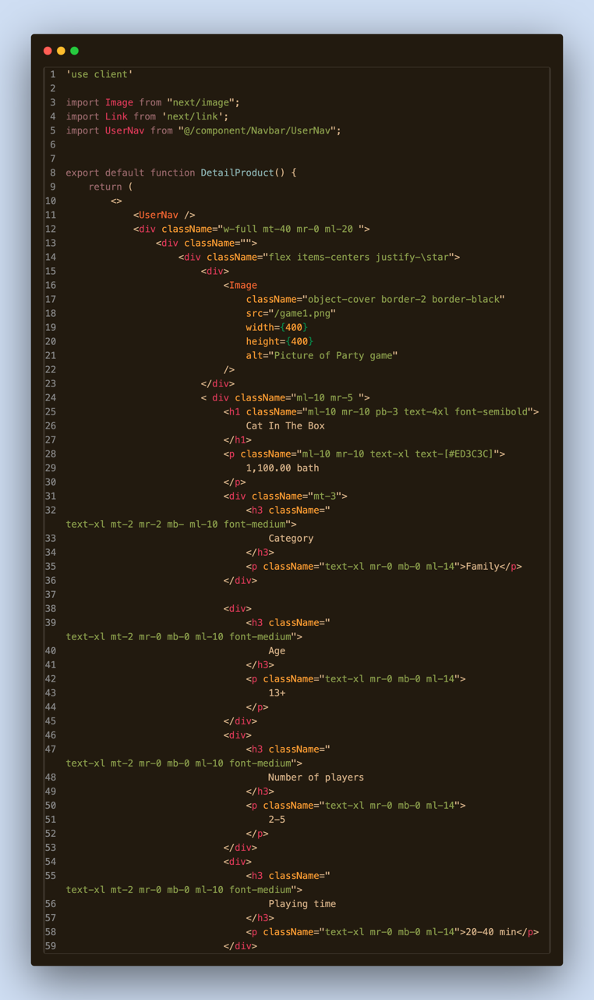 1 'use client'
2
3 import Image from "next/image";
4 import Link from 'next/link';
5 import UserNav from "@/component/Navbar/UserNav";
6
7
8 export default function DetailProduct() {
9     return (
10         <>
11             <UserNav />
12             <div className="w-full mt-40 mr-0 ml-20 ">
13                 <div className="">
14                     <div className="flex items-centers justify-\star">
15                         <div>
16                             <Image
17                                 className="object-cover border-2 border-black"
18                                 src="/game1.png"
19                                 width={400}
20                                 height={400}
21                                 alt="Picture of Party game"
22                             />
23                         </div>
24                         < div className="ml-10 mr-5 ">
25                             <h1 className="ml-10 mr-10 pb-3 text-4xl font-semibold">
26                                 Cat In The Box
27                             </h1>
28                             <p className="ml-10 mr-10 text-xl text-[#ED3C3C]">
29                                 1,100.00 bath
30                             </p>
31                             <div className="mt-3">
32                                 <h3 className="
text-xl mt-2 mr-2 mb- ml-10 font-medium">
33                                     Category
34                                 </h3>
35                                 <p className="text-xl mr-0 mb-0 ml-14">Family</p>
36                             </div>
37
38                             <div>
39                                 <h3 className="
text-xl mt-2 mr-0 mb-0 ml-10 font-medium">
40                                     Age
41                                 </h3>
42                                 <p className="text-xl mr-0 mb-0 ml-14">
43                                     13+
44                                 </p>
45                             </div>
46                             <div>
47                                 <h3 className="
text-xl mt-2 mr-0 mb-0 ml-10 font-medium">
48                                     Number of players
49                                 </h3>
50                                 <p className="text-xl mr-0 mb-0 ml-14">
51                                     2-5
52                                 </p>
53                             </div>
54                             <div>
55                                 <h3 className="
text-xl mt-2 mr-0 mb-0 ml-10 font-medium">
56                                     Playing time
57                                 </h3>
58                                 <p className="text-xl mr-0 mb-0 ml-14">20-40 min</p>
59                             </div>